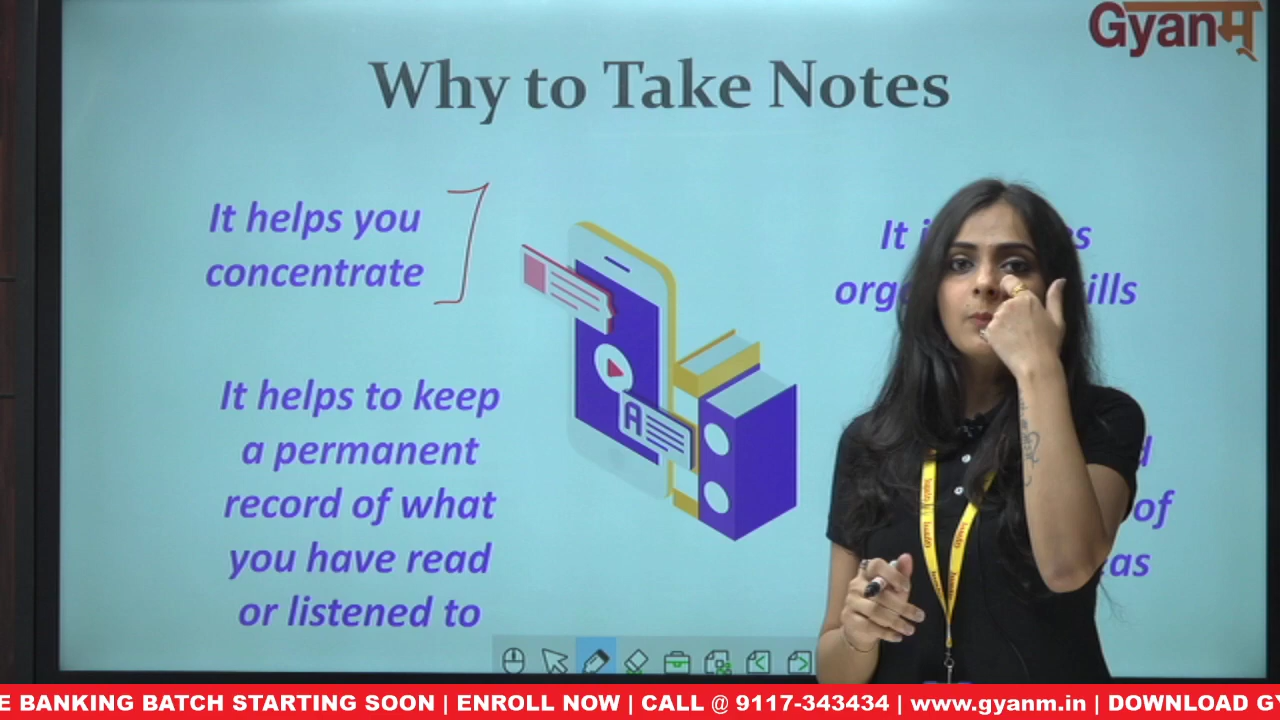 Gyanम्
Why to Take Notes
It helps you
concentrate
It
ills
It helps to keep
a permanent
record of what
you have read
or listened to
of
A
E BANKING BATCH STARTING SOON | ENROLL NOW | CALL @ 9117-343434 | www.gyanm.in | DOWNLOAD GY